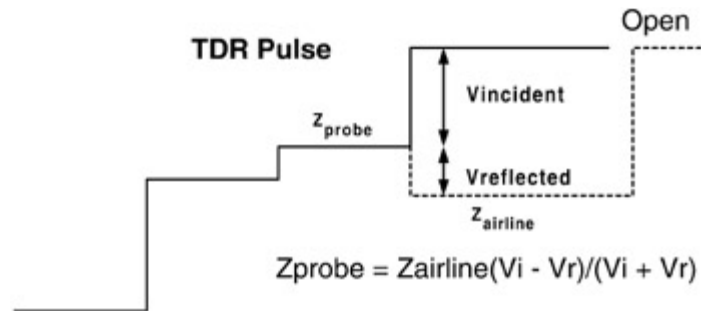 Open
TDR Pulse
Vincident
Zprobe
Vreflected
Zairline
Zprobe = Zairline(Vi - Vr)/(Vi + Vr)